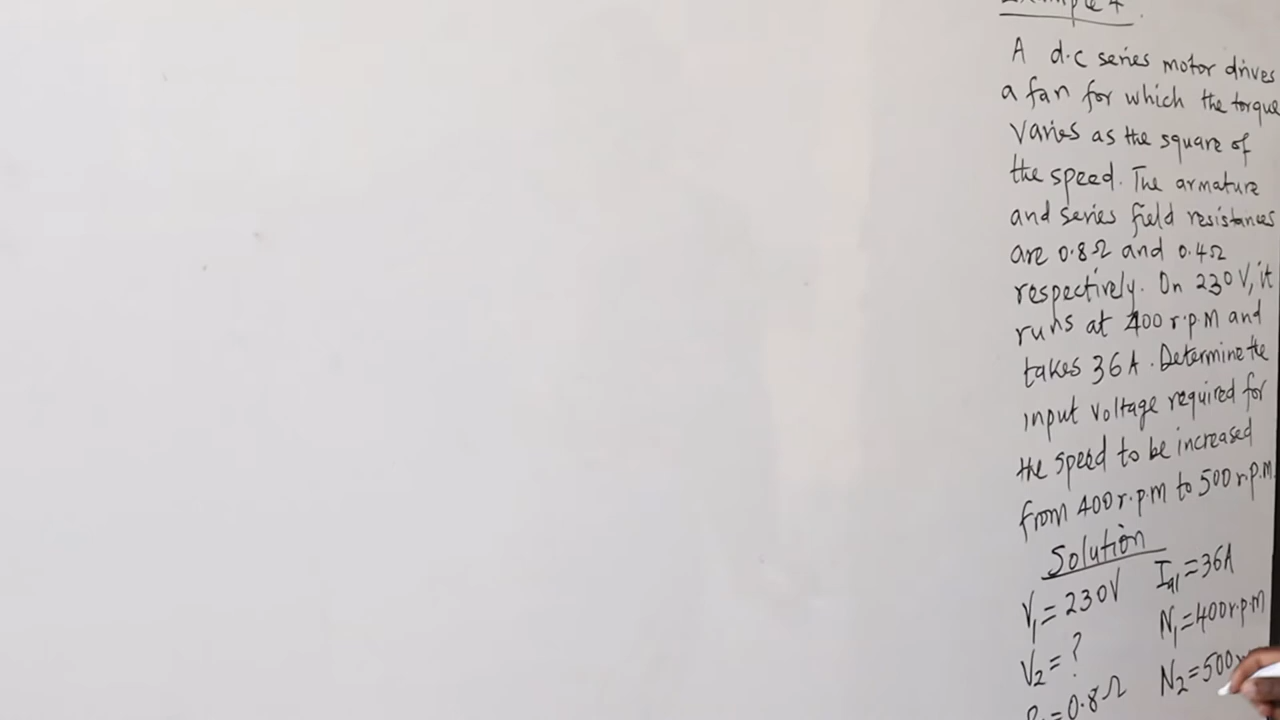 Example 4
A d.c series motor drives
a fan for which the torque
varies as the square of
the speed. The armature
and series field resistances
are 0.8Ω and 0.4Ω
respectively. On 230V, it
runs at 400 r.p.m and
takes 36A. Determine the
input voltage required for
the speed to be increased
from 400 r.p.m to 500 r.p.m.
Solution
V₁ = 230V Iₐ₁ = 36A
V₂ = ? N₁ = 400 r.p.m
= 0.8Ω N₂ = 500